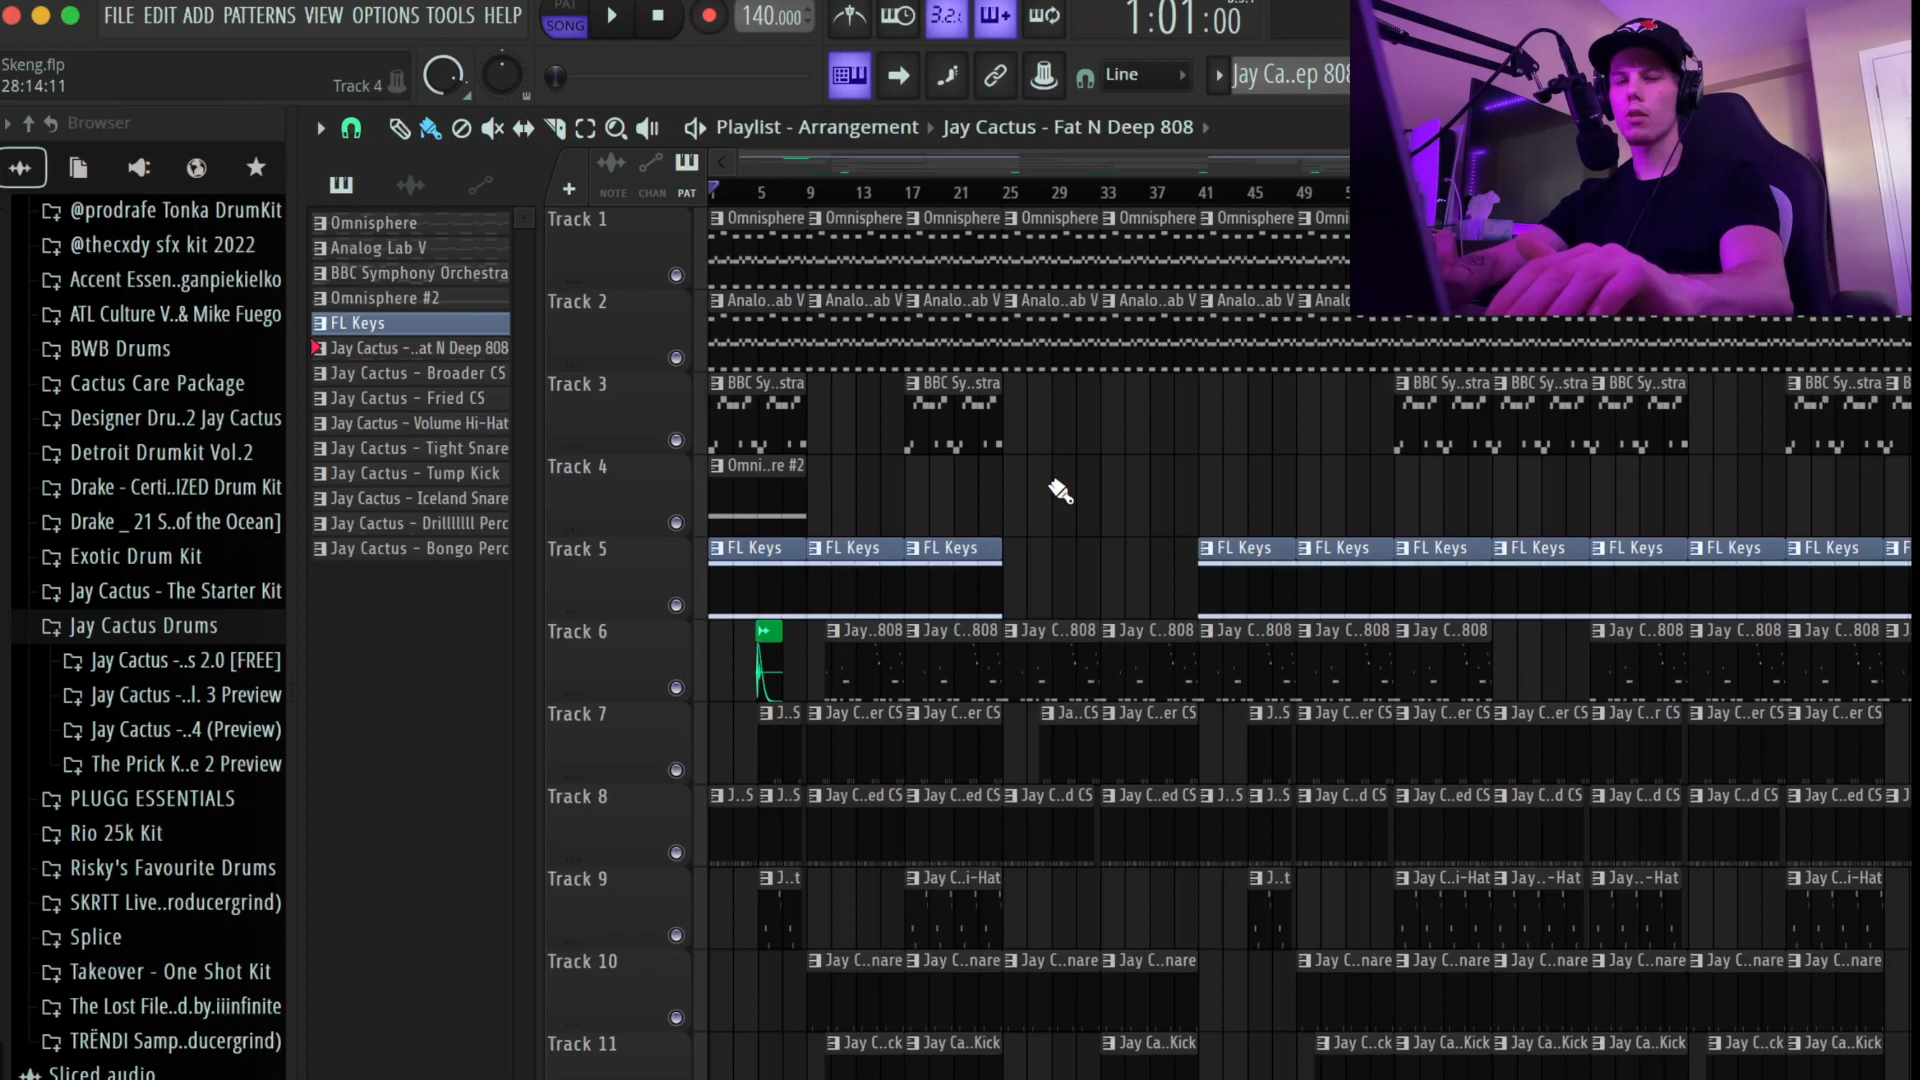 FILE EDIT ADD PATTERNS VIEW OPTIONS TOOLS HELP
PAT
SONG
140.000
3.2.
1:01:00
Skeng.flp
28:14:11
Track 4
Line
Jay Ca..ep 808
Browser
Playlist - Arrangement
Jay Cactus - Fat N Deep 808
NOTE CHAN PAT
5 9 13 17 21 25 29 33 37 41 45 49
@prodrafe Tonka DrumKit
@thecxdy sfx kit 2022
Accent Essen..ganpiekielko
ATL Culture V..& Mike Fuego
BWB Drums
Cactus Care Package
Designer Dru..2 Jay Cactus
Detroit Drumkit Vol.2
Drake - Certi..IZED Drum Kit
Drake _ 21 S..of the Ocean]
Exotic Drum Kit
Jay Cactus - The Starter Kit
Jay Cactus Drums
Jay Cactus -..s 2.0 [FREE]
Jay Cactus -..l. 3 Preview
Jay Cactus -..4 (Preview)
The Prick K..e 2 Preview
PLUGG ESSENTIALS
Rio 25k Kit
Risky's Favourite Drums
SKRTT Live..roducergrind)
Splice
Takeover - One Shot Kit
The Lost File..d.by.iiinfinite
TRËNDI Samp..ducergrind)
Sliced audio
Omnisphere
Analog Lab V
BBC Symphony Orchestra
Omnisphere #2
FL Keys
Jay Cactus -..at N Deep 808
Jay Cactus - Broader CS
Jay Cactus - Fried CS
Jay Cactus - Volume Hi-Hat
Jay Cactus - Tight Snare
Jay Cactus - Tump Kick
Jay Cactus - Iceland Snare
Jay Cactus - Drilllllll Perc
Jay Cactus - Bongo Perc
Track 1
Omnisphere Omnisphere Omnisphere Omnisphere Omnisphere Omnisphere Omni
Track 2
Analo..ab V Analo..ab V Analo..ab V Analo..ab V Analo..ab V Analo..ab V Analo
Track 3
BBC Sy..stra BBC Sy..stra BBC Sy..stra BBC Sy..stra BBC Sy..stra BBC Sy..stra B
Track 4
Omni..re #2
Track 5
FL Keys FL Keys FL Keys FL Keys FL Keys FL Keys FL Keys FL Keys FL Keys FL Keys F
Track 6
Jay..808 Jay C..808 Jay C..808 Jay C..808 Jay C..808 Jay C..808 Jay C..808 Jay C..808 Jay C..808 Jay C..808 J
Track 7
J..S Jay C..er CS Jay C..er CS Ja..CS Jay C..er CS J..S Jay C..er CS Jay C..er CS Jay C..er CS Jay C..r CS Jay C..er CS Jay C..er CS
Track 8
J..S J..S Jay C..ed CS Jay C..ed CS Jay C..d CS Jay C..ed CS J..S J..S Jay C..d CS Jay C..ed CS Jay C..d CS Jay C..d CS Jay C..d CS Jay C..ed CS J
Track 9
J..t Jay C..i-Hat J..t Jay C..i-Hat Jay..-Hat Jay..-Hat Jay C..i-Hat
Track 10
Jay C..nare Jay C..nare Jay C..nare Jay C..nare Jay C..nare Jay C..nare Jay C..nare Jay C..nare Jay C..nare Jay C..nare
Track 11
Jay C..ck Jay Ca..Kick Jay Ca..Kick Jay C..ck Jay Ca..Kick Jay Ca..Kick Jay Ca..Kick Jay C..ck Jay Ca..Kick